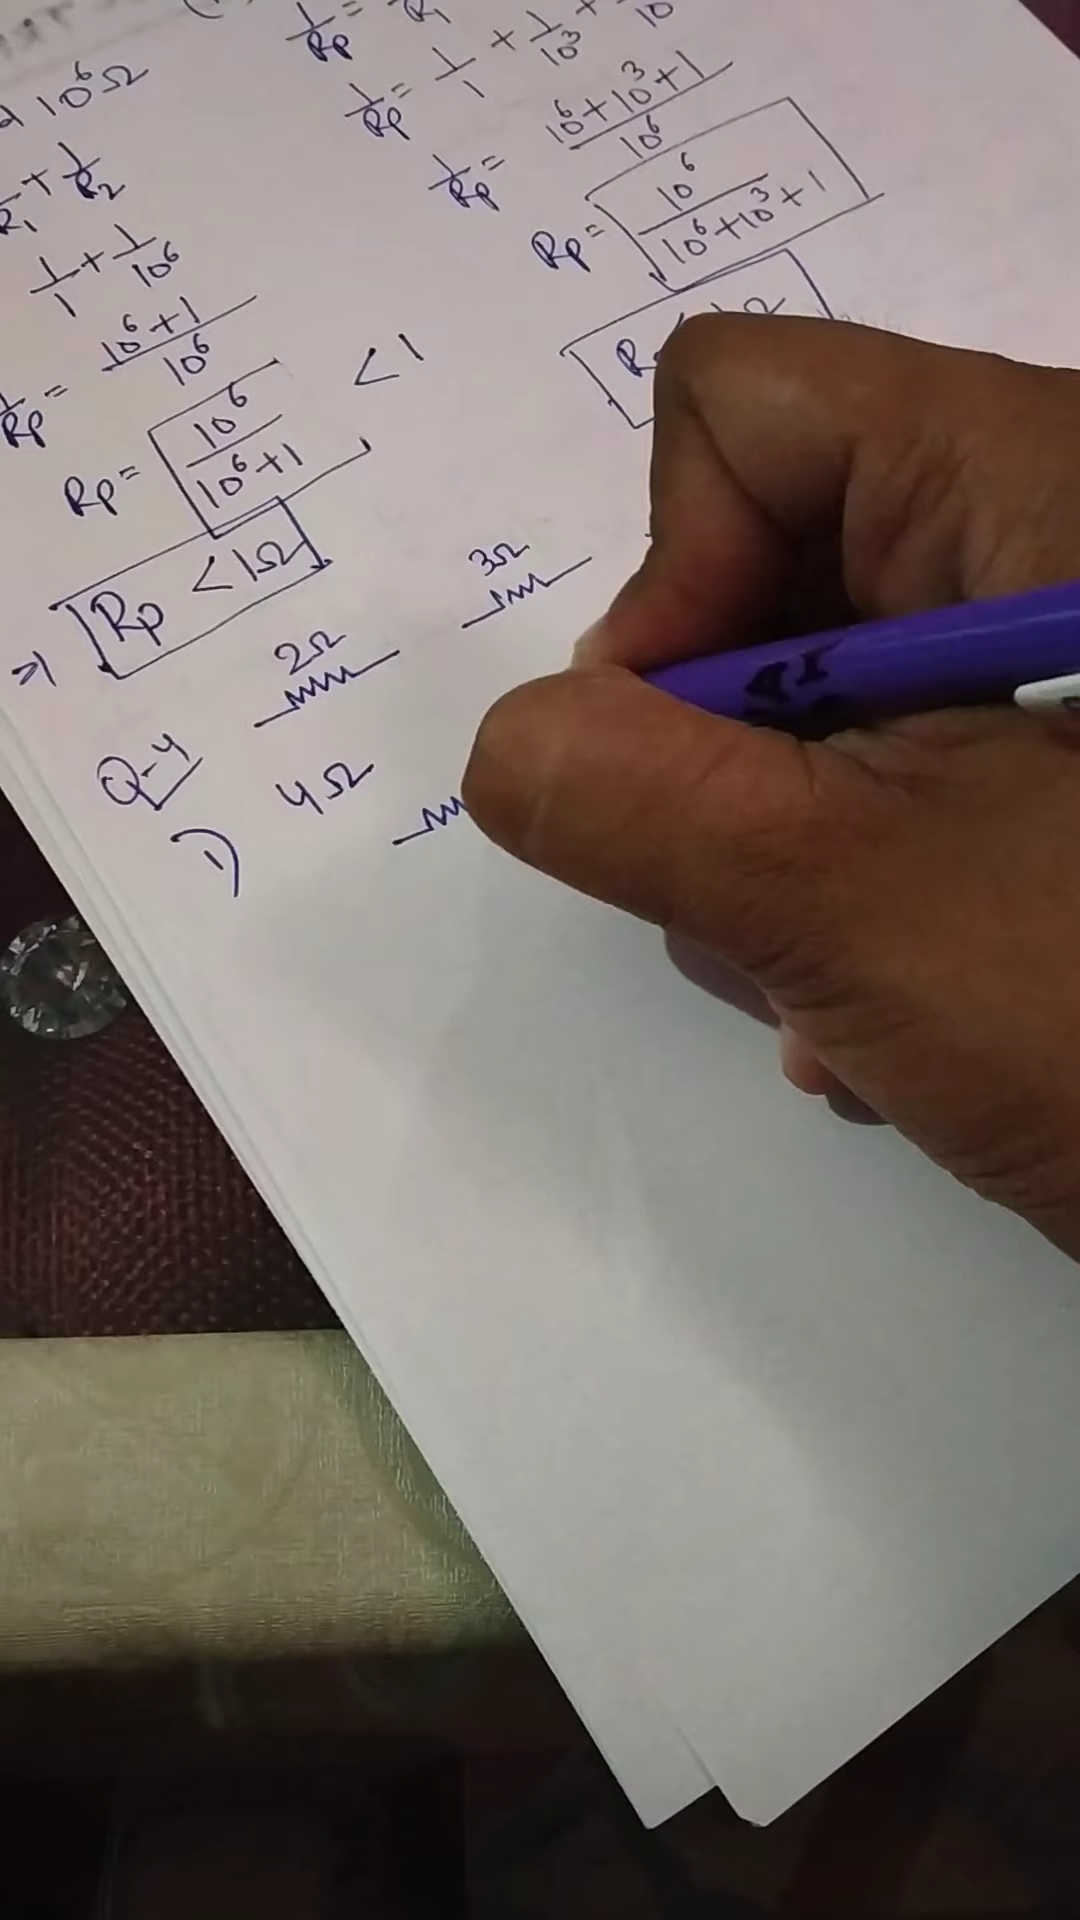 10⁶Ω
+ 1/R₂
1/1 + 1/10⁶
10⁶+1/10⁶
1/Rp =
Rp = 10⁶/10⁶+1 < 1
⇒ Rp < 1Ω
1/Rp =
1/Rp = 1/1 + 1/10³ +
1/Rp = 10⁶+10³+1/10⁶
Rp = 10⁶/10⁶+10³+1
Q-4 2Ω 3Ω
1) 4Ω